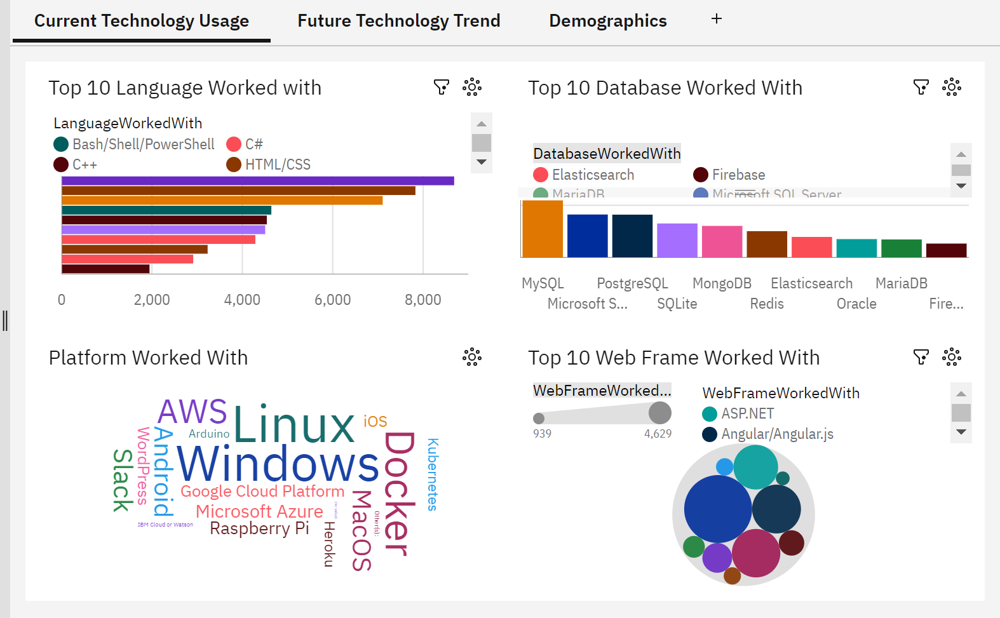 Current Technology Usage
Future Technology Trend
Demographics
+
Top 10 Language Worked with
LanguageWorkedWith
Bash/Shell/PowerShell
C#
C++
HTML/CSS
0
2,000
4,000
6,000
8,000
Top 10 Database Worked With
DatabaseWorkedWith
Elasticsearch
Firebase
MariaDB
Microsoft SQL Server
MySQL
PostgreSQL
MongoDB
Elasticsearch
MariaDB
Microsoft S...
SQLite
Redis
Oracle
Fire...
Platform Worked With
AWS
Linux
iOS
Arduino
WordPress
Android
Slack
Windows
Docker
Kubernetes
Google Cloud Platform
Microsoft Azure
MacOS
(no value)
Other(s):
IBM Cloud or Watson
Raspberry Pi
Heroku
Top 10 Web Frame Worked With
WebFrameWorked...
939
4,629
WebFrameWorkedWith
ASP.NET
Angular/Angular.js